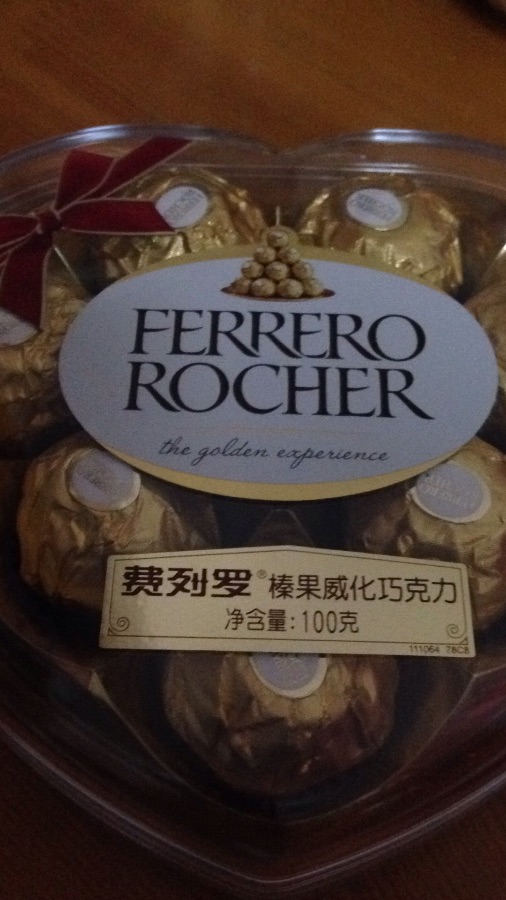 FERRERO
ROCHER
the golden experience
费列罗® 榛果威化巧克力
净含量：100克
111064 78C8